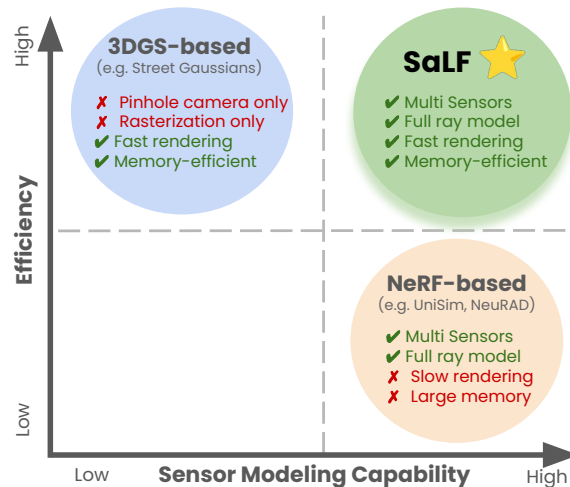 High
Efficiency
Low
3DGS-based
(e.g. Street Gaussians)
✗ Pinhole camera only
✗ Rasterization only
✔ Fast rendering
✔ Memory-efficient
SaLF
✔ Multi Sensors
✔ Full ray model
✔ Fast rendering
✔ Memory-efficient
NeRF-based
(e.g. UniSim, NeuRAD)
✔ Multi Sensors
✔ Full ray model
✗ Slow rendering
✗ Large memory
Low
Sensor Modeling Capability
High